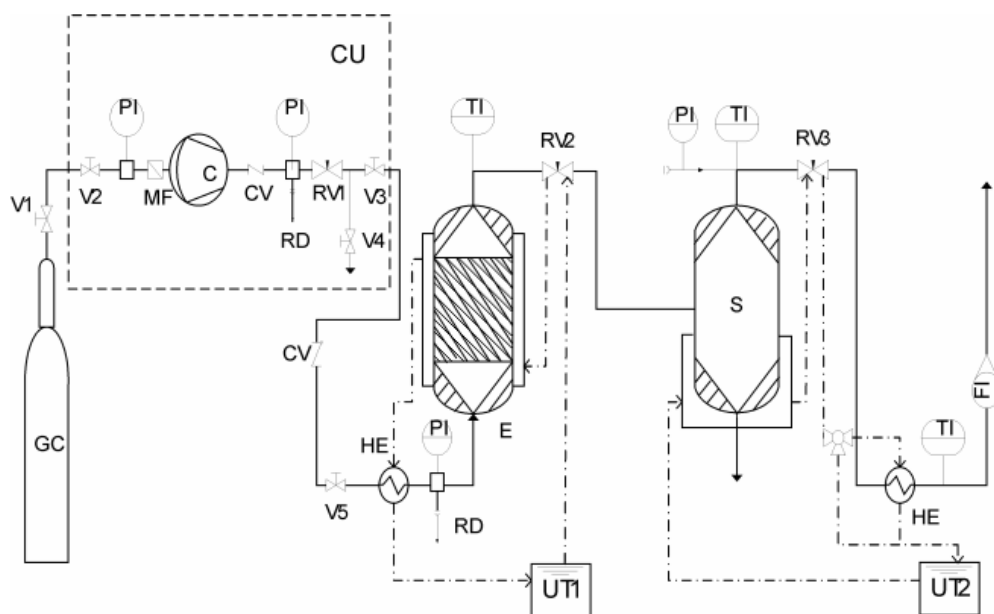 CU
PI
PI
TI
PI
TI
RV2
RV3
C
V1
V2
MF
CV
RV1
V3
RD
V4
S
CV
FI
GC
HE
PI
E
TI
V5
RD
HE
UT1
UT2